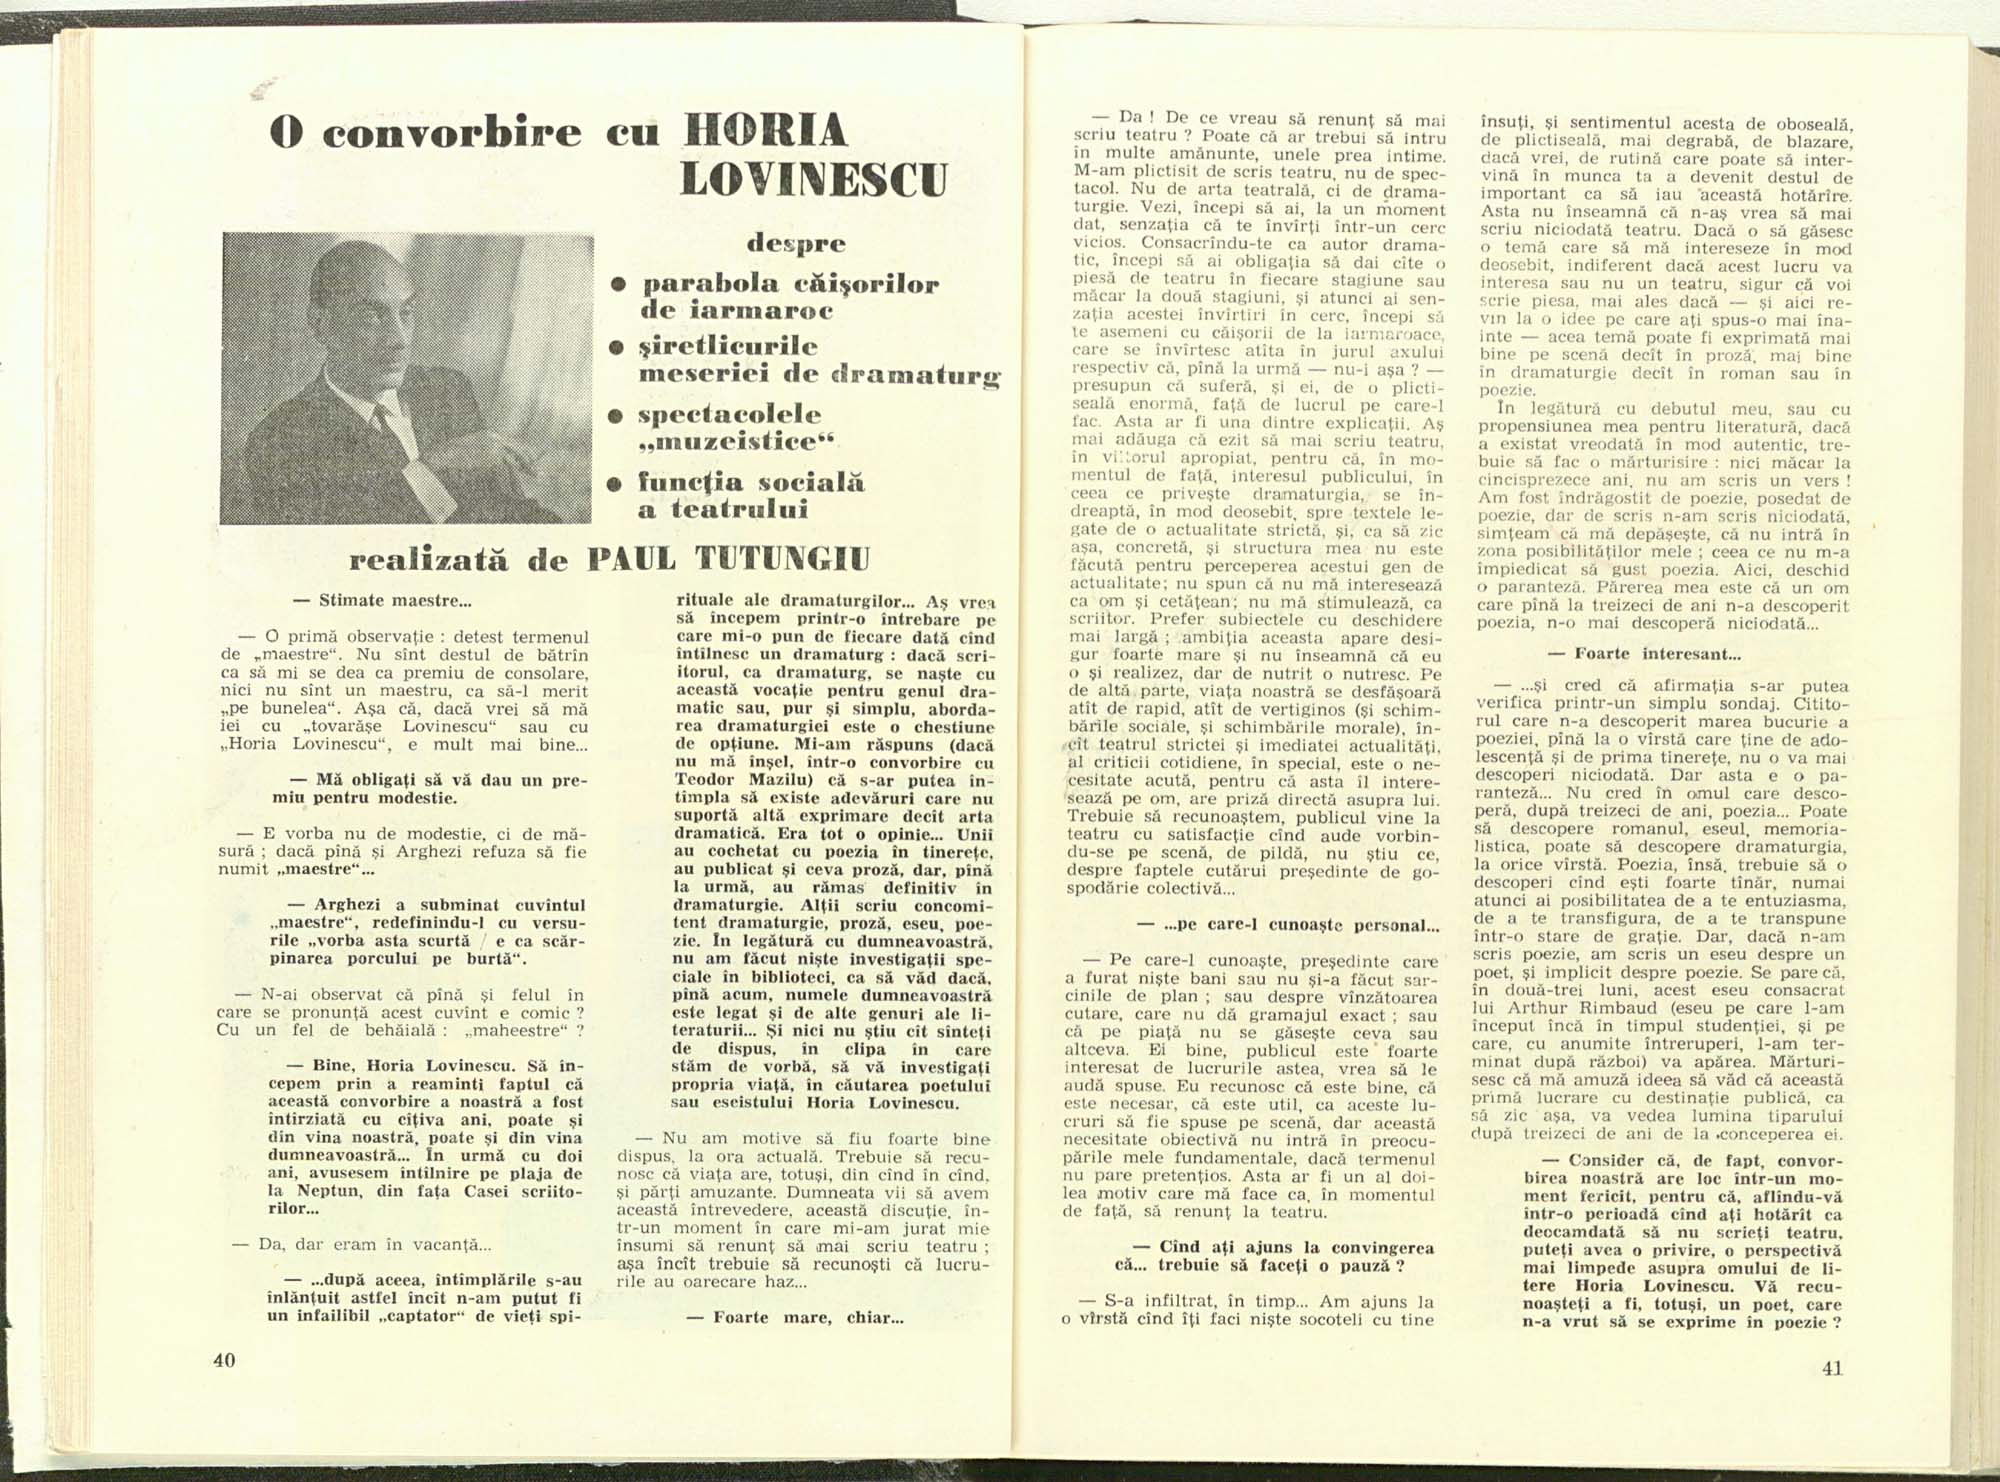 O convorbire cu HORIA
LOVINESCU
despre
● parabola căişorilor
de iarmaroc
● şiretlicurile
meseriei de dramaturg
● spectacolele
„muzeistice“
● funcţia socială
a teatrului
realizată de PAUL TUTUNGIU
— Stimate maestre...
— O primă observaţie : detest termenul
de „maestre“. Nu sînt destul de bătrîn
ca să mi se dea ca premiu de consolare,
nici nu sînt un maestru, ca să-l merit
„pe bunelea“. Aşa că, dacă vrei să mă
iei cu „tovarăşe Lovinescu“ sau cu
„Horia Lovinescu“, e mult mai bine...
— Mă obligaţi să vă dau un pre-
miu pentru modestie.
— E vorba nu de modestie, ci de mă-
sură ; dacă pînă şi Arghezi refuza să fie
numit „maestre“...
— Arghezi a subminat cuvîntul
„maestre“, redefinindu-l cu versu-
rile „vorba asta scurtă / e ca scăr-
pinarea porcului pe burtă“.
— N-ai observat că pînă şi felul în
care se pronunţă acest cuvînt e comic ?
Cu un fel de behăială : „maheestre“ ?
— Bine, Horia Lovinescu. Să în-
cepem prin a reaminti faptul că
această convorbire a noastră a fost
întîrziată cu cîţiva ani, poate şi
din vina noastră, poate şi din vina
dumneavoastră... În urmă cu doi
ani, avusesem întîlnire pe plaja de
la Neptun, din faţa Casei scriito-
rilor...
— Da, dar eram în vacanţă...
— ...după aceea, întîmplările s-au
înlănţuit astfel încît n-am putut fi
un infailibil „captator“ de vieţi spi-
rituale ale dramaturgilor... Aş vrea
să începem printr-o întrebare pe
care mi-o pun de fiecare dată cînd
întîlnesc un dramaturg : dacă scri-
itorul, ca dramaturg, se naşte cu
această vocaţie pentru genul dra-
matic sau, pur şi simplu, aborda-
rea dramaturgiei este o chestiune
de opţiune. Mi-am răspuns (dacă
nu mă înşel, într-o convorbire cu
Teodor Mazilu) că s-ar putea în-
tîmpla să existe adevăruri care nu
suportă altă exprimare decît arta
dramatică. Era tot o opinie... Unii
au cochetat cu poezia în tinereţe,
au publicat şi ceva proză, dar, pînă
la urmă, au rămas definitiv în
dramaturgie. Alţii scriu concomi-
tent dramaturgie, proză, eseu, poe-
zie. În legătură cu dumneavoastră,
nu am făcut nişte investigaţii spe-
ciale în biblioteci, ca să văd dacă,
pînă acum, numele dumneavoastră
este legat şi de alte genuri ale li-
teraturii... Şi nici nu ştiu cît sînteţi
de dispus, în clipa în care
stăm de vorbă, să vă investigaţi
propria viaţă, în căutarea poetului
sau eseistului Horia Lovinescu.
— Nu am motive să fiu foarte bine
dispus, la ora actuală. Trebuie să recu-
nosc că viaţa are, totuşi, din cînd în cînd,
şi părţi amuzante. Dumneata vii să avem
această întrevedere, această discuţie, în-
tr-un moment în care mi-am jurat mie
însumi să renunţ să mai scriu teatru ;
aşa încît trebuie să recunoşti că lucru-
rile au oarecare haz...
— Foarte mare, chiar...
40
— Da ! De ce vreau să renunţ să mai
scriu teatru ? Poate că ar trebui să intru
în multe amănunte, unele prea intime.
M-am plictisit de scris teatru, nu de spec-
tacol. Nu de arta teatrală, ci de drama-
turgie. Vezi, începi să ai, la un moment
dat, senzaţia că te învîrţi într-un cerc
vicios. Consacrîndu-te ca autor drama-
tic, începi să ai obligaţia să dai cîte o
piesă de teatru în fiecare stagiune sau
măcar la două stagiuni, şi atunci ai sen-
zaţia acestei învîrtiri în cerc, începi să
te asemeni cu căişorii de la iarmaroace,
care se învîrtesc atîta în jurul axului
respectiv că, pînă la urmă — nu-i aşa ? —
presupun că suferă, şi ei, de o plicti-
seală enormă, faţă de lucrul pe care-l
fac. Asta ar fi una dintre explicaţii. Aş
mai adăuga că ezit să mai scriu teatru,
în viitorul apropiat, pentru că, în mo-
mentul de faţă, interesul publicului, în
ceea ce priveşte dramaturgia, se în-
dreaptă, în mod deosebit, spre textele le-
gate de o actualitate strictă, şi, ca să zic
aşa, concretă, şi structura mea nu este
făcută pentru perceperea acestui gen de
actualitate; nu spun că nu mă interesează
ca om şi cetăţean; nu mă stimulează, ca
scriitor. Prefer subiectele cu deschidere
mai largă ; ambiţia aceasta apare desi-
gur foarte mare şi nu înseamnă că eu
o şi realizez, dar de nutrit o nutresc. Pe
de altă parte, viaţa noastră se desfăşoară
atît de rapid, atît de vertiginos (şi schim-
bările sociale, şi schimbările morale), în-
cît teatrul strictei şi imediatei actualităţi,
al criticii cotidiene, în special, este o ne-
cesitate acută, pentru că asta îl intere-
sează pe om, are priză directă asupra lui.
Trebuie să recunoaştem, publicul vine la
teatru cu satisfacţie cînd aude vorbin-
du-se pe scenă, de pildă, nu ştiu ce,
despre faptele cutărui preşedinte de go-
spodărie colectivă...
— ...pe care-l cunoaşte personal...
— Pe care-l cunoaşte, preşedinte care
a furat nişte bani sau nu şi-a făcut sar-
cinile de plan ; sau despre vînzătoarea
cutare, care nu dă gramajul exact ; sau
că pe piaţă nu se găseşte ceva sau
altceva. Ei bine, publicul este foarte
interesat de lucrurile astea, vrea să le
audă spuse. Eu recunosc că este bine, că
este necesar, că este util, ca aceste lu-
cruri să fie spuse pe scenă, dar această
necesitate obiectivă nu intră în preocu-
pările mele fundamentale, dacă termenul
nu pare pretenţios. Asta ar fi un al doi-
lea motiv care mă face ca, în momentul
de faţă, să renunţ la teatru.
— Cînd aţi ajuns la convingerea
că... trebuie să faceţi o pauză ?
— S-a infiltrat, în timp... Am ajuns la
o vîrstă cînd îţi faci nişte socoteli cu tine
însuţi, şi sentimentul acesta de oboseală,
de plictiseală, mai degrabă, de blazare,
dacă vrei, de rutină care poate să inter-
vină în munca ta a devenit destul de
important ca să iau această hotărîre.
Asta nu înseamnă că n-aş vrea să mai
scriu niciodată teatru. Dacă o să găsesc
o temă care să mă intereseze în mod
deosebit, indiferent dacă acest lucru va
interesa sau nu un teatru, sigur că voi
scrie piesa, mai ales dacă — şi aici re-
vin la o idee pe care aţi spus-o mai îna-
inte — acea temă poate fi exprimată mai
bine pe scenă decît în proză, mai bine
în dramaturgie decît în roman sau în
poezie.
În legătură cu debutul meu, sau cu
propensiunea mea pentru literatură, dacă
a existat vreodată în mod autentic, tre-
buie să fac o mărturisire : nici măcar la
cincisprezece ani, nu am scris un vers !
Am fost îndrăgostit de poezie, posedat de
poezie, dar de scris n-am scris niciodată,
simţeam că mă depăşeşte, că nu intră în
zona posibilităţilor mele ; ceea ce nu m-a
împiedicat să gust poezia. Aici, deschid
o paranteză. Părerea mea este că un om
care pînă la treizeci de ani n-a descoperit
poezia, n-o mai descoperă niciodată...
— Foarte interesant...
— ...şi cred că afirmaţia s-ar putea
verifica printr-un simplu sondaj. Citito-
rul care n-a descoperit marea bucurie a
poeziei, pînă la o vîrstă care ţine de ado-
lescenţă şi de prima tinereţe, nu o va mai
descoperi niciodată. Dar asta e o pa-
ranteză... Nu cred în omul care desco-
peră, după treizeci de ani, poezia... Poate
să descopere romanul, eseul, memoria-
listica, poate să descopere dramaturgia,
la orice vîrstă. Poezia, însă, trebuie să o
descoperi cînd eşti foarte tînăr, numai
atunci ai posibilitatea de a te entuziasma,
de a te transfigura, de a te transpune
într-o stare de graţie. Dar, dacă n-am
scris poezie, am scris un eseu despre un
poet, şi implicit despre poezie. Se pare că,
în două-trei luni, acest eseu consacrat
lui Arthur Rimbaud (eseu pe care l-am
început încă în timpul studenţiei, şi pe
care, cu anumite întreruperi, l-am ter-
minat după război) va apărea. Mărturi-
sesc că mă amuză ideea să văd că această
primă lucrare cu destinaţie publică, ca
să zic aşa, va vedea lumina tiparului
după treizeci de ani de la conceperea ei.
— Consider că, de fapt, convor-
birea noastră are loc într-un mo-
ment fericit, pentru că, aflîndu-vă
într-o perioadă cînd aţi hotărît ca
deocamdată să nu scrieţi teatru,
puteţi avea o privire, o perspectivă
mai limpede asupra omului de li-
tere Horia Lovinescu. Vă recu-
noaşteţi a fi, totuşi, un poet, care
n-a vrut să se exprime în poezie ?
41